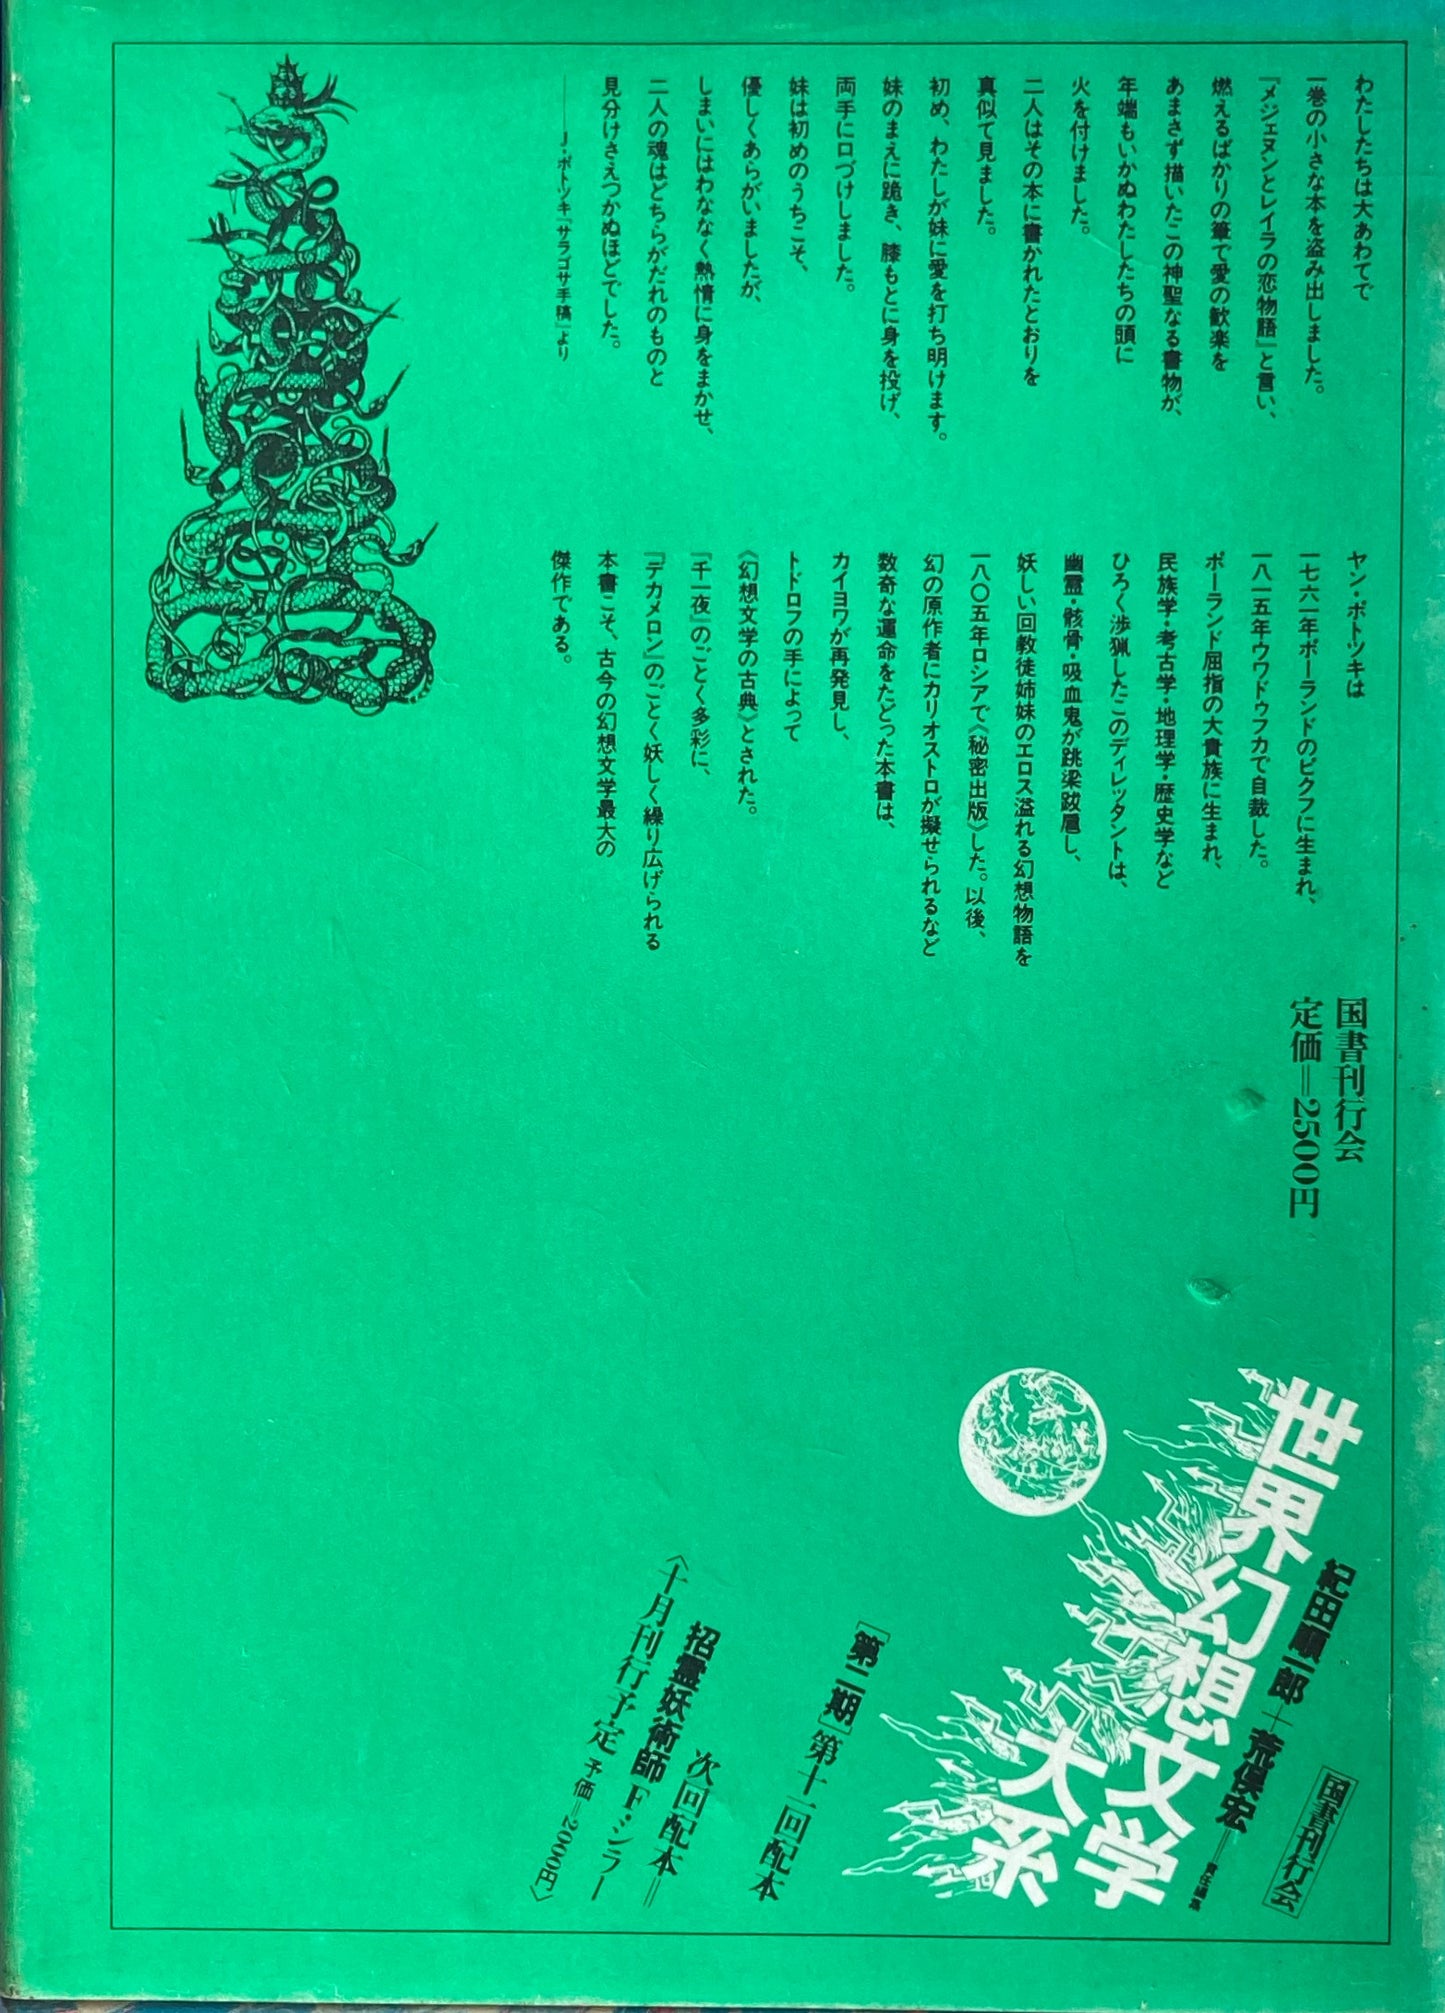 わたしたちは大あわてで
一巻の小さな本を盗み出しました。
『メジェヌンとレイラの恋物語』と言い、
燃えるばかりの筆で愛の歓楽を
あまさず描いたこの神聖なる書物が、
年端もいかぬわたしたちの頭に
火を付けました。
二人はその本に書かれたとおりを
真似て見ました。
初め、わたしが妹に愛を打ち明けます。
妹のまえに跪き、膝もとに身を投げ、
両手に口づけしました。
妹は初めのうちこそ、
優しくあらがいましたが、
しまいにはわななく熱情に身をまかせ、
二人の魂はどちらがだれのものと
見分けさえつかぬほどでした。
——J・ポトツキ『サラゴサ手稿』より
ヤン・ポトツキは
一七六一年ポーランドのピクフに生まれ、
一八一五年ウワドゥフカで自裁した。
ポーランド屈指の大貴族に生まれ、
民族学・考古学・地理学・歴史学など
ひろく渉猟したこのディレッタントは、
幽霊・骸骨・吸血鬼が跳梁跋扈し、
妖しい回教徒姉妹のエロス溢れる幻想物語を
一八〇五年ロシアで〈秘密出版〉した。以後、
幻の原作者にカリオストロが擬せられるなど
数奇な運命をたどった本書は、
カイヨワが再発見し、
トドロフの手によって
〈幻想文学の古典〉とされた。
『千一夜』のごとく多彩に、
『デカメロン』のごとく妖しく繰り広げられる
本書こそ、古今の幻想文学最大の
傑作である。
国書刊行会
定価=2500円
世界幻想文学大系
紀田順一郎+荒俣宏=責任編集
国書刊行会
[第二期]第十一回配本
次回配本=
招霊妖術師 F・シラー
〈十月刊行予定 予価=2000円〉